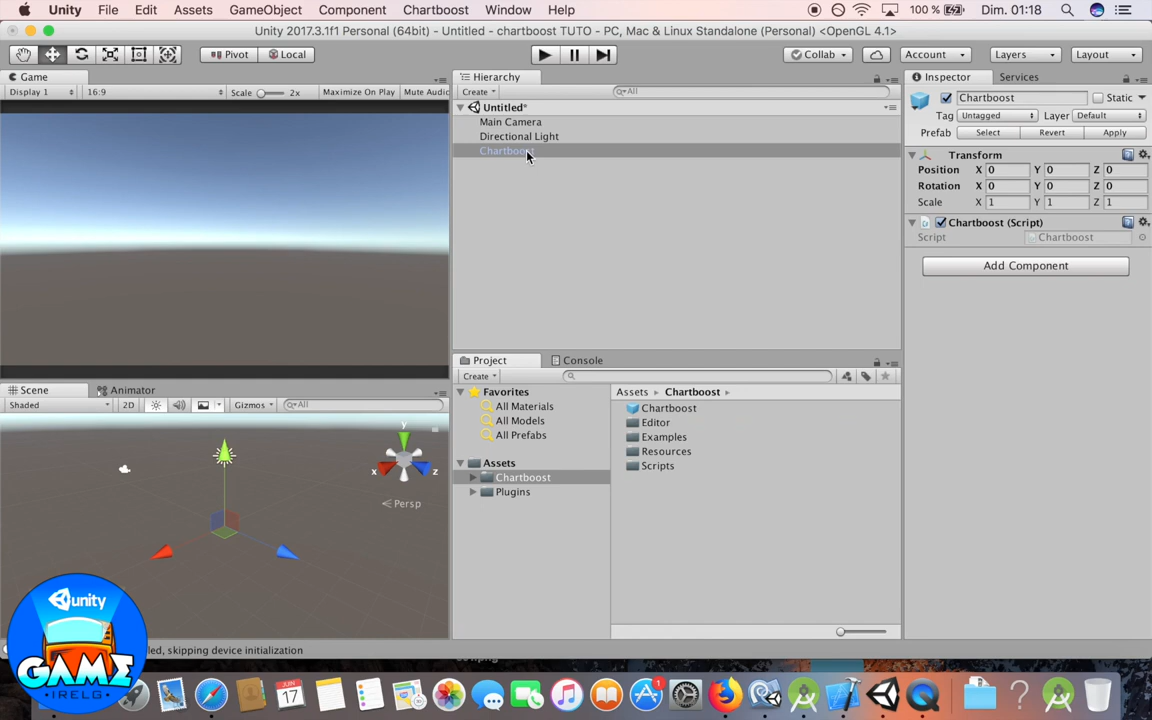 Unity File Edit Assets GameObject Component Chartboost Window Help 100 % Dim. 01:18
Unity 2017.3.1f1 Personal (64bit) - Untitled - chartboost TUTO - PC, Mac & Linux Standalone (Personal) <OpenGL 4.1>
Pivot Local Collab Account Layers Layout
Game Hierarchy Inspector Services
Display 1 16:9 Scale 2x Maximize On Play Mute Audio Create All
Chartboost Static
Untitled*
Tag Untagged Layer Default
Main Camera
Prefab Select Revert Apply
Directional Light
Chartboost
Transform
Position X 0 Y 0 Z 0
Rotation X 0 Y 0 Z 0
Scale X 1 Y 1 Z 1
Chartboost (Script)
Script Chartboost
Add Component
Project Console
Create
Scene Animator
Shaded 2D Gizmos All
Favorites
All Materials
All Models
All Prefabs
Assets
Chartboost
Plugins
Assets Chartboost
Chartboost
Editor
Examples
Resources
Scripts
y
x z
Persp
unity
GAME
IRELG
led, skipping device initialization
JUN
17
1